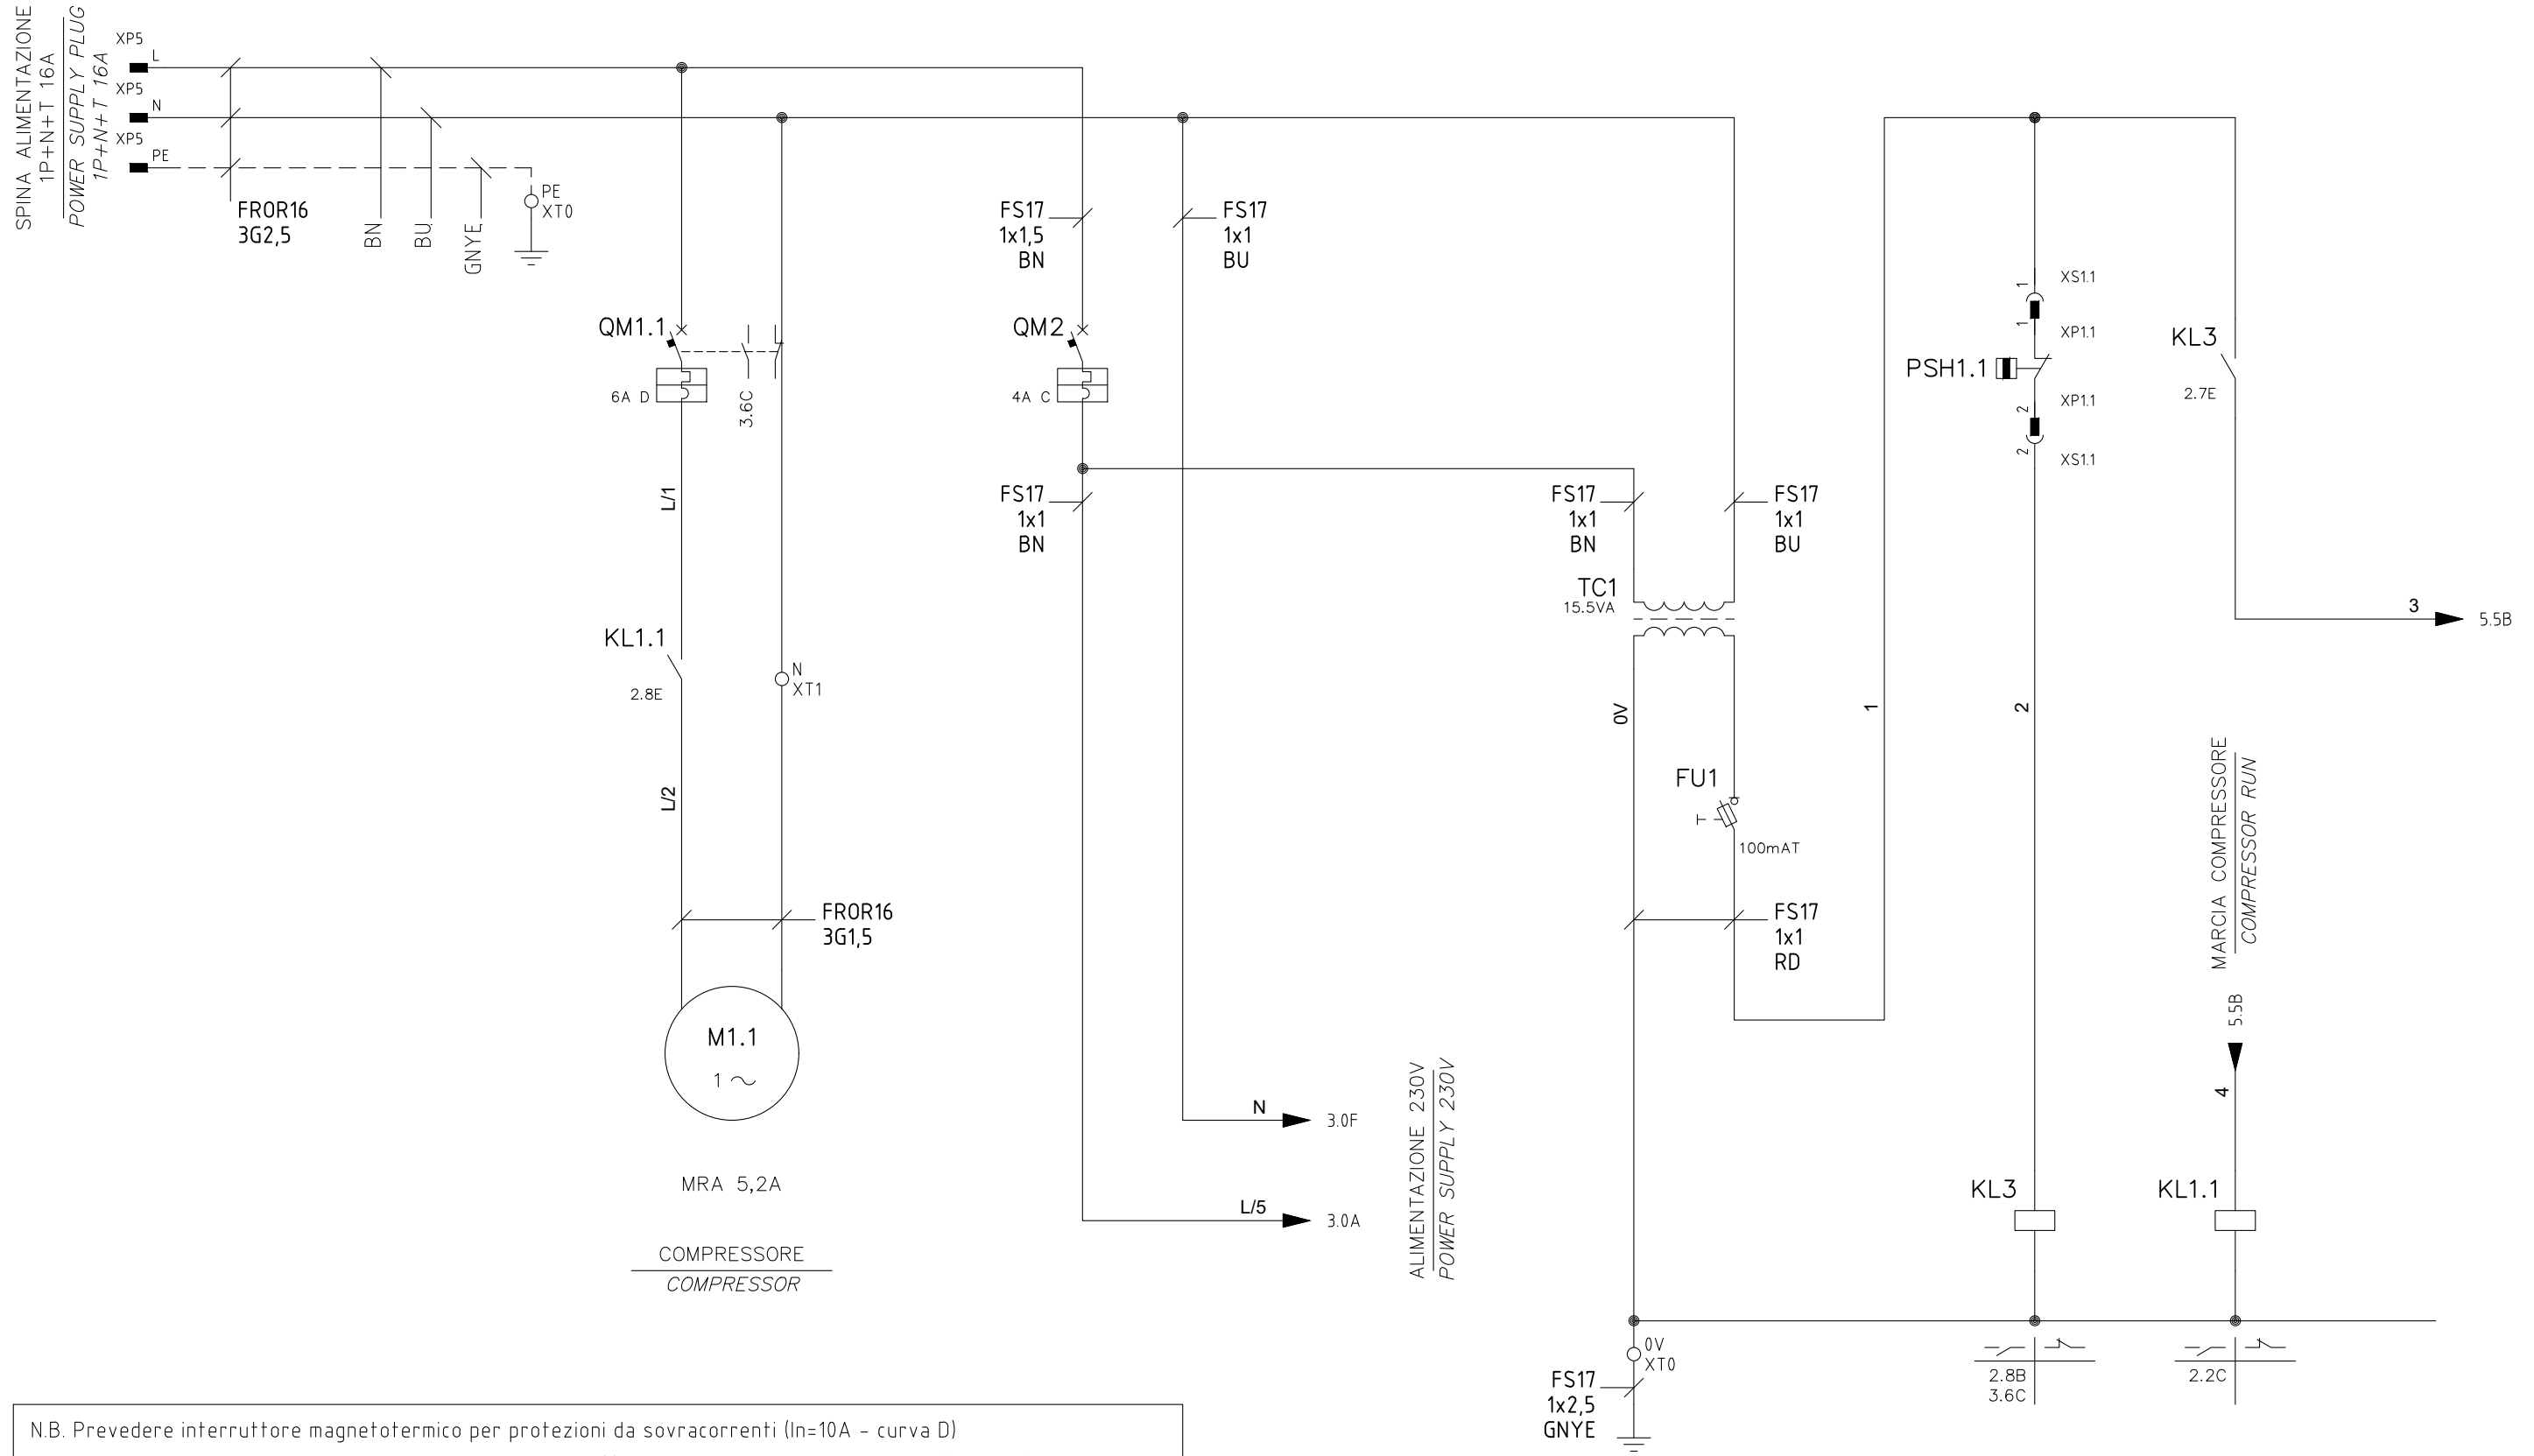 SPINA ALIMENTAZIONE
1P+N+T 16A
POWER SUPPLY PLUG
1P+N+T 16A
XP5
L
XP5
N
XP5
PE
FROR16
3G2,5
BN
BU
GNYE
PE
XT0
QM1.1
6A D
3.6C
L/1
KL1.1
2.8E
N
XT1
L/2
FROR16
3G1,5
M1.1
1
MRA 5,2A
COMPRESSORE
COMPRESSOR
FS17
1x1,5
BN
FS17
1x1
BU
QM2
4A C
FS17
1x1
BN
N
3.0F
L/5
3.0A
ALIMENTAZIONE 230V
POWER SUPPLY 230V
FS17
1x1
BN
FS17
1x1
BU
TC1
15.5VA
0V
FU1
100mAT
FS17
1x1
RD
1
1
XS1.1
1
XP1.1
PSH1.1
2
XP1.1
2
XS1.1
2
KL3
2.7E
3
5.5B
MARCIA COMPRESSORE
COMPRESSOR RUN
5.5B
4
KL3
KL1.1
0V
XT0
FS17
1x2,5
GNYE
2.8B
3.6C
2.2C
N.B. Prevedere interruttore magnetotermico per protezioni da sovracorrenti (In=10A - curva D)